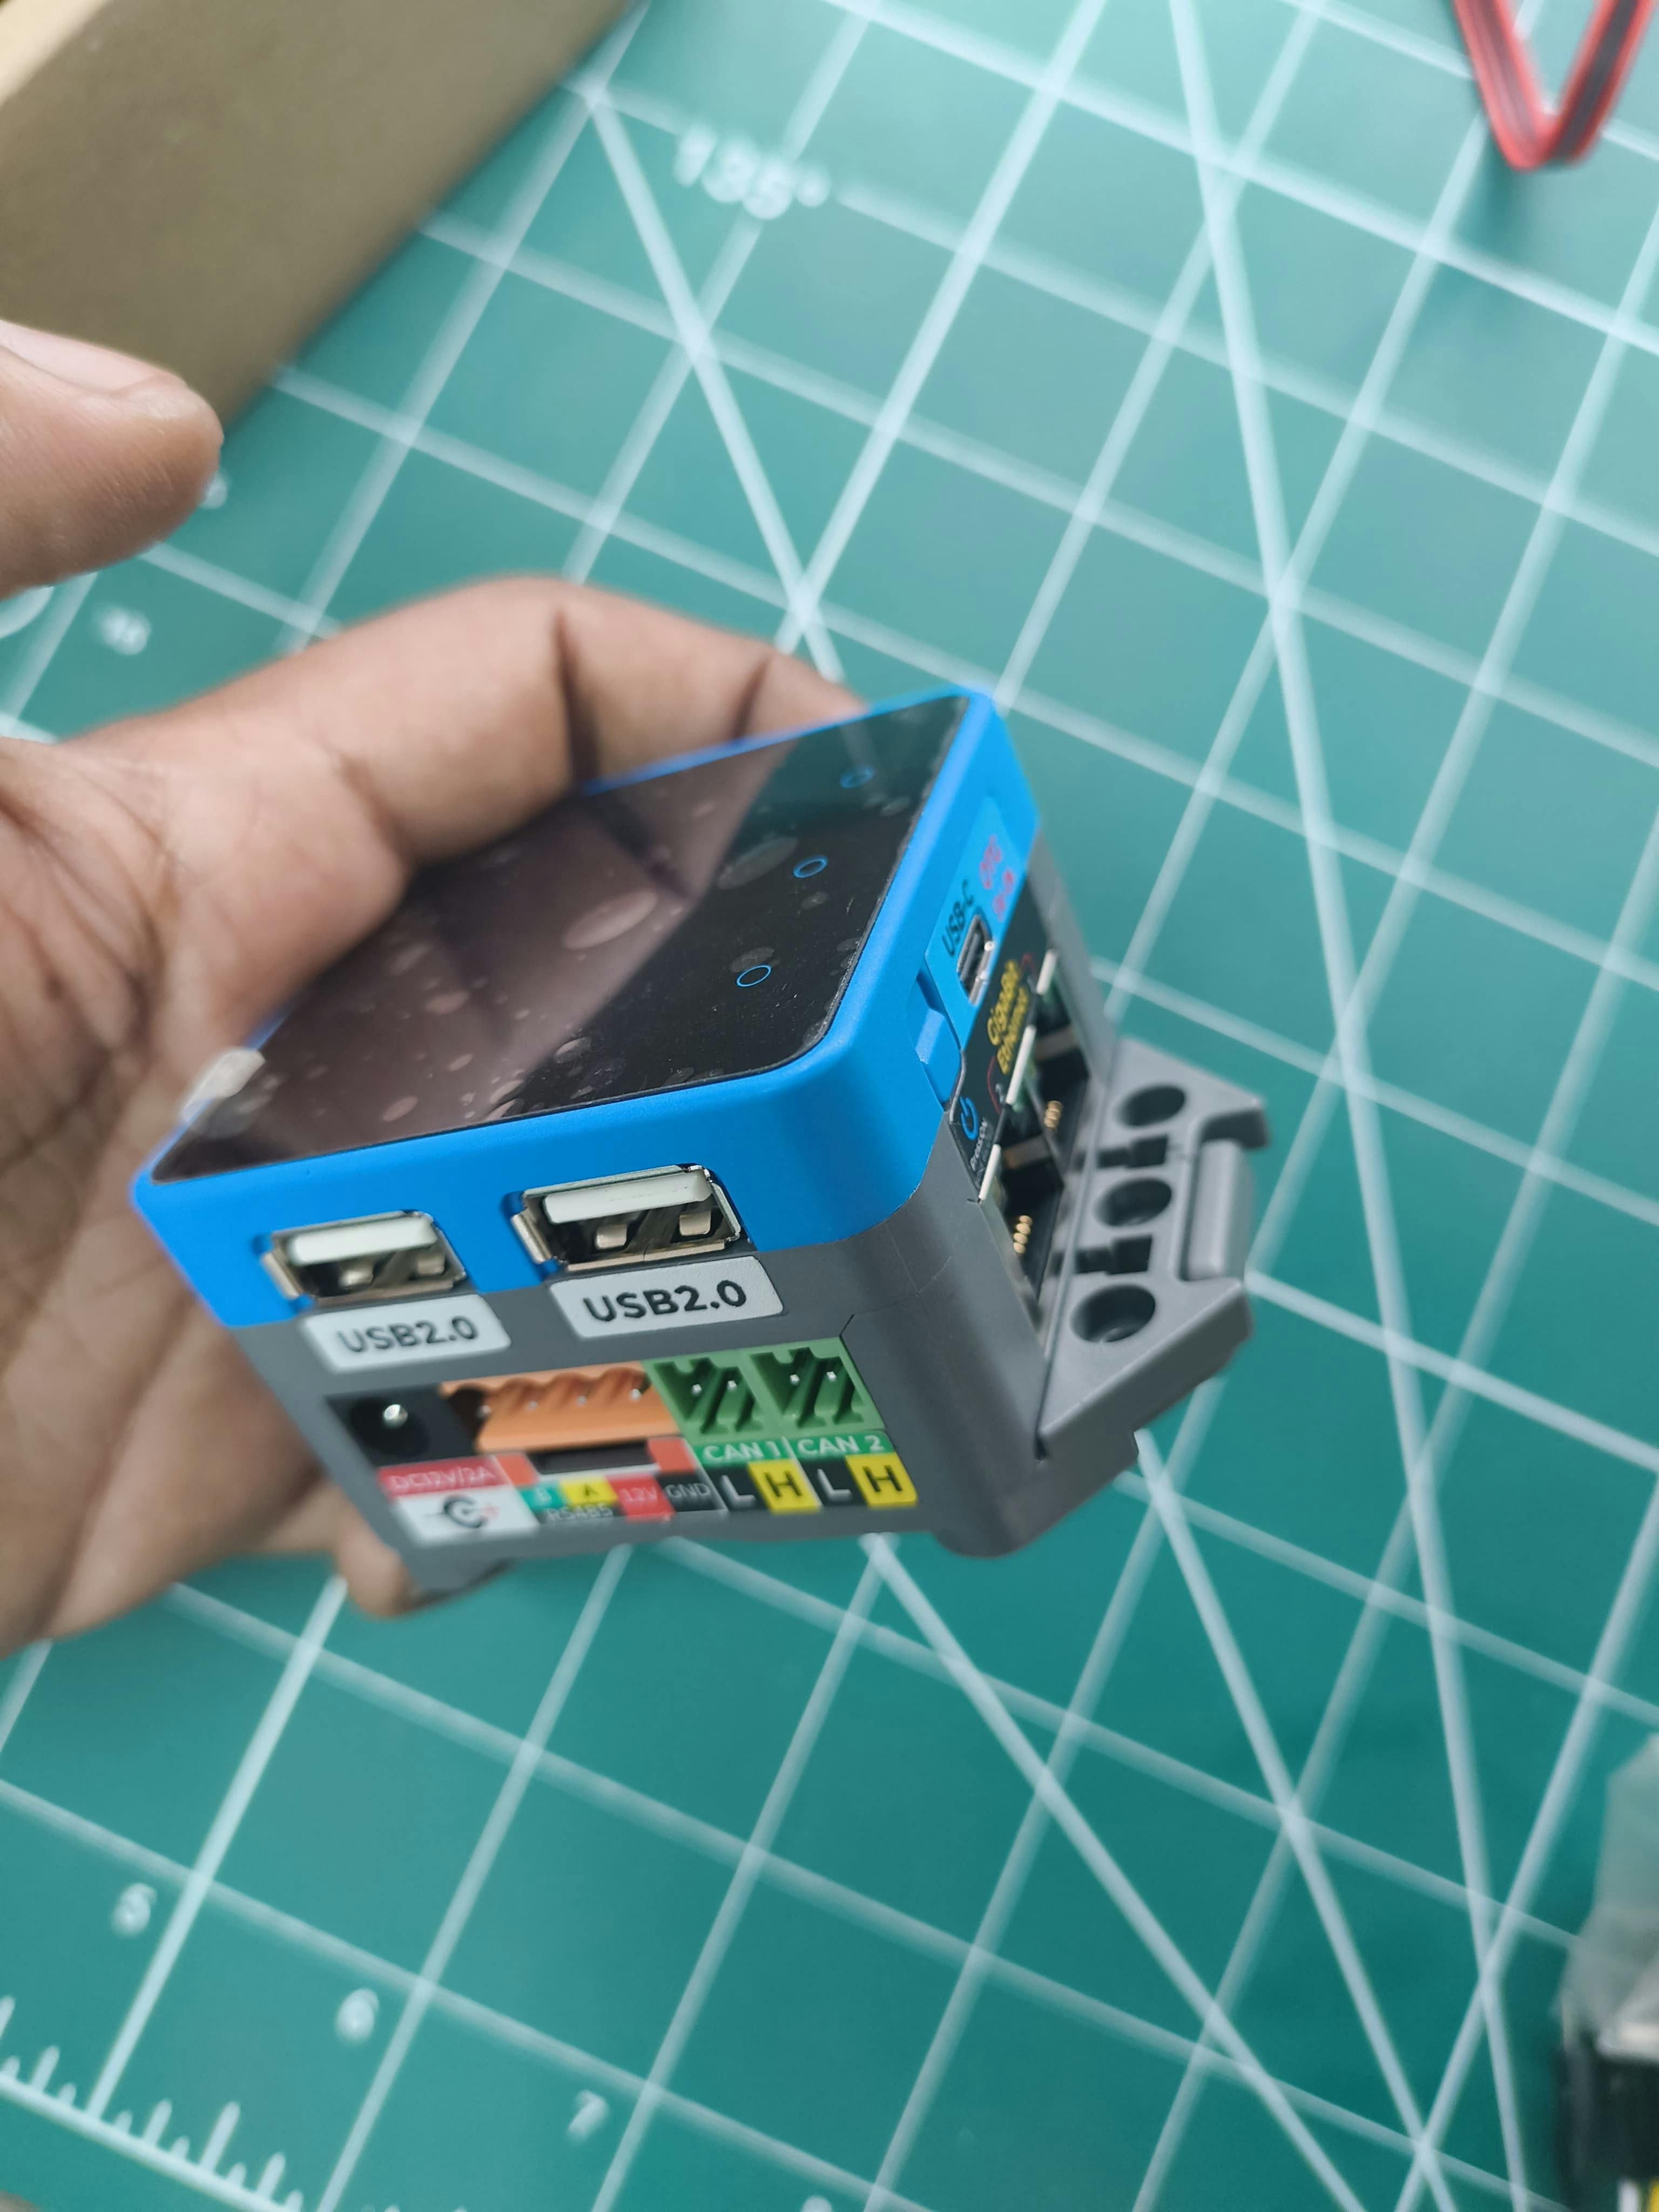 135°
USB-C
OTG
GigaBit
Ethernet
USB2.0
USB2.0
CAN 1 CAN 2
DC12V/2A
B A 12V GND L H L H
RS485
5
6
7